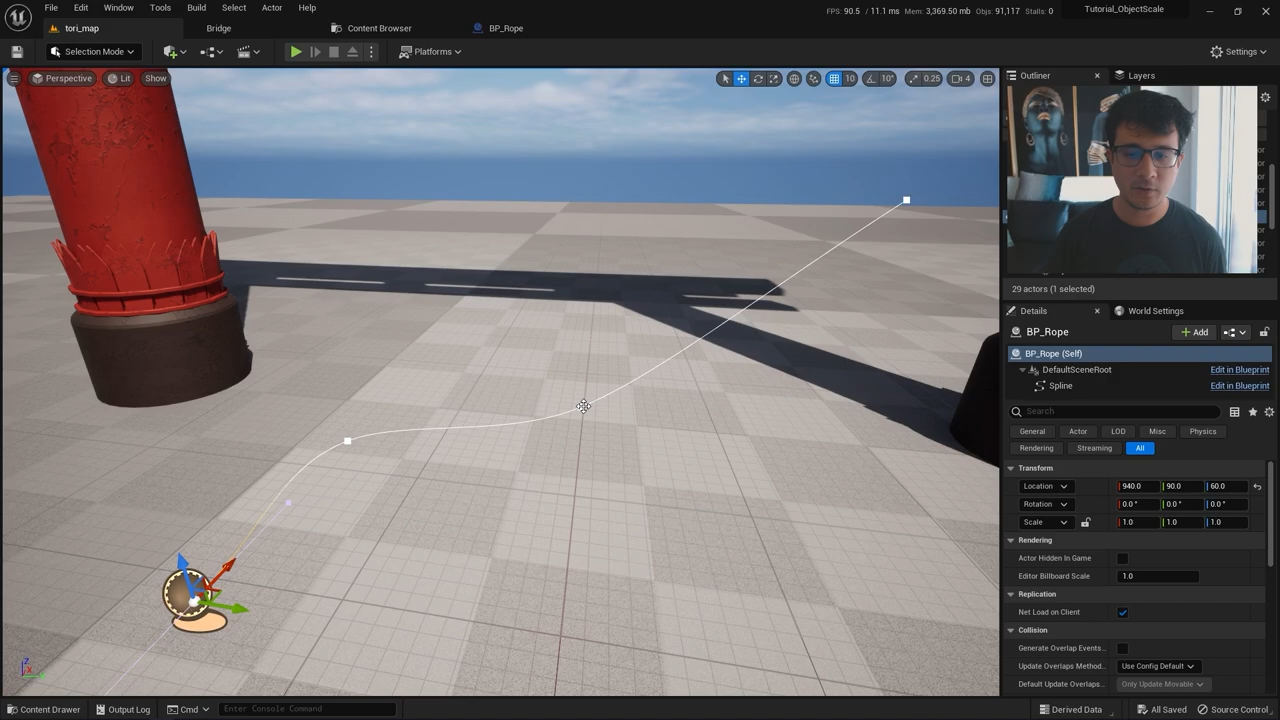 File Edit Window Tools Build Select Actor Help
FPS: 90.5 / 11.1 ms Mem: 3,369.50 mb Objs: 91,117 Stalls: 0
Tutorial_ObjectScale
tori_map
Bridge
Content Browser
BP_Rope
Selection Mode
Platforms
Settings
Perspective
Lit
Show
10
10°
0.25
4
Outliner
Layers
29 actors (1 selected)
Details
World Settings
BP_Rope
+ Add
BP_Rope (Self)
DefaultSceneRoot
Edit in Blueprint
Spline
Edit in Blueprint
Search
General
Actor
LOD
Misc
Physics
Rendering
Streaming
All
Transform
Location 940.0 90.0 60.0
Rotation 0.0° 0.0° 0.0°
Scale 1.0 1.0 1.0
Rendering
Actor Hidden In Game
Editor Billboard Scale 1.0
Replication
Net Load on Client
Collision
Generate Overlap Events...
Update Overlaps Method... Use Config Default
Default Update Overlaps... Only Update Movable
Content Drawer
Output Log
Cmd
Enter Console Command
Derived Data
All Saved
Source Control